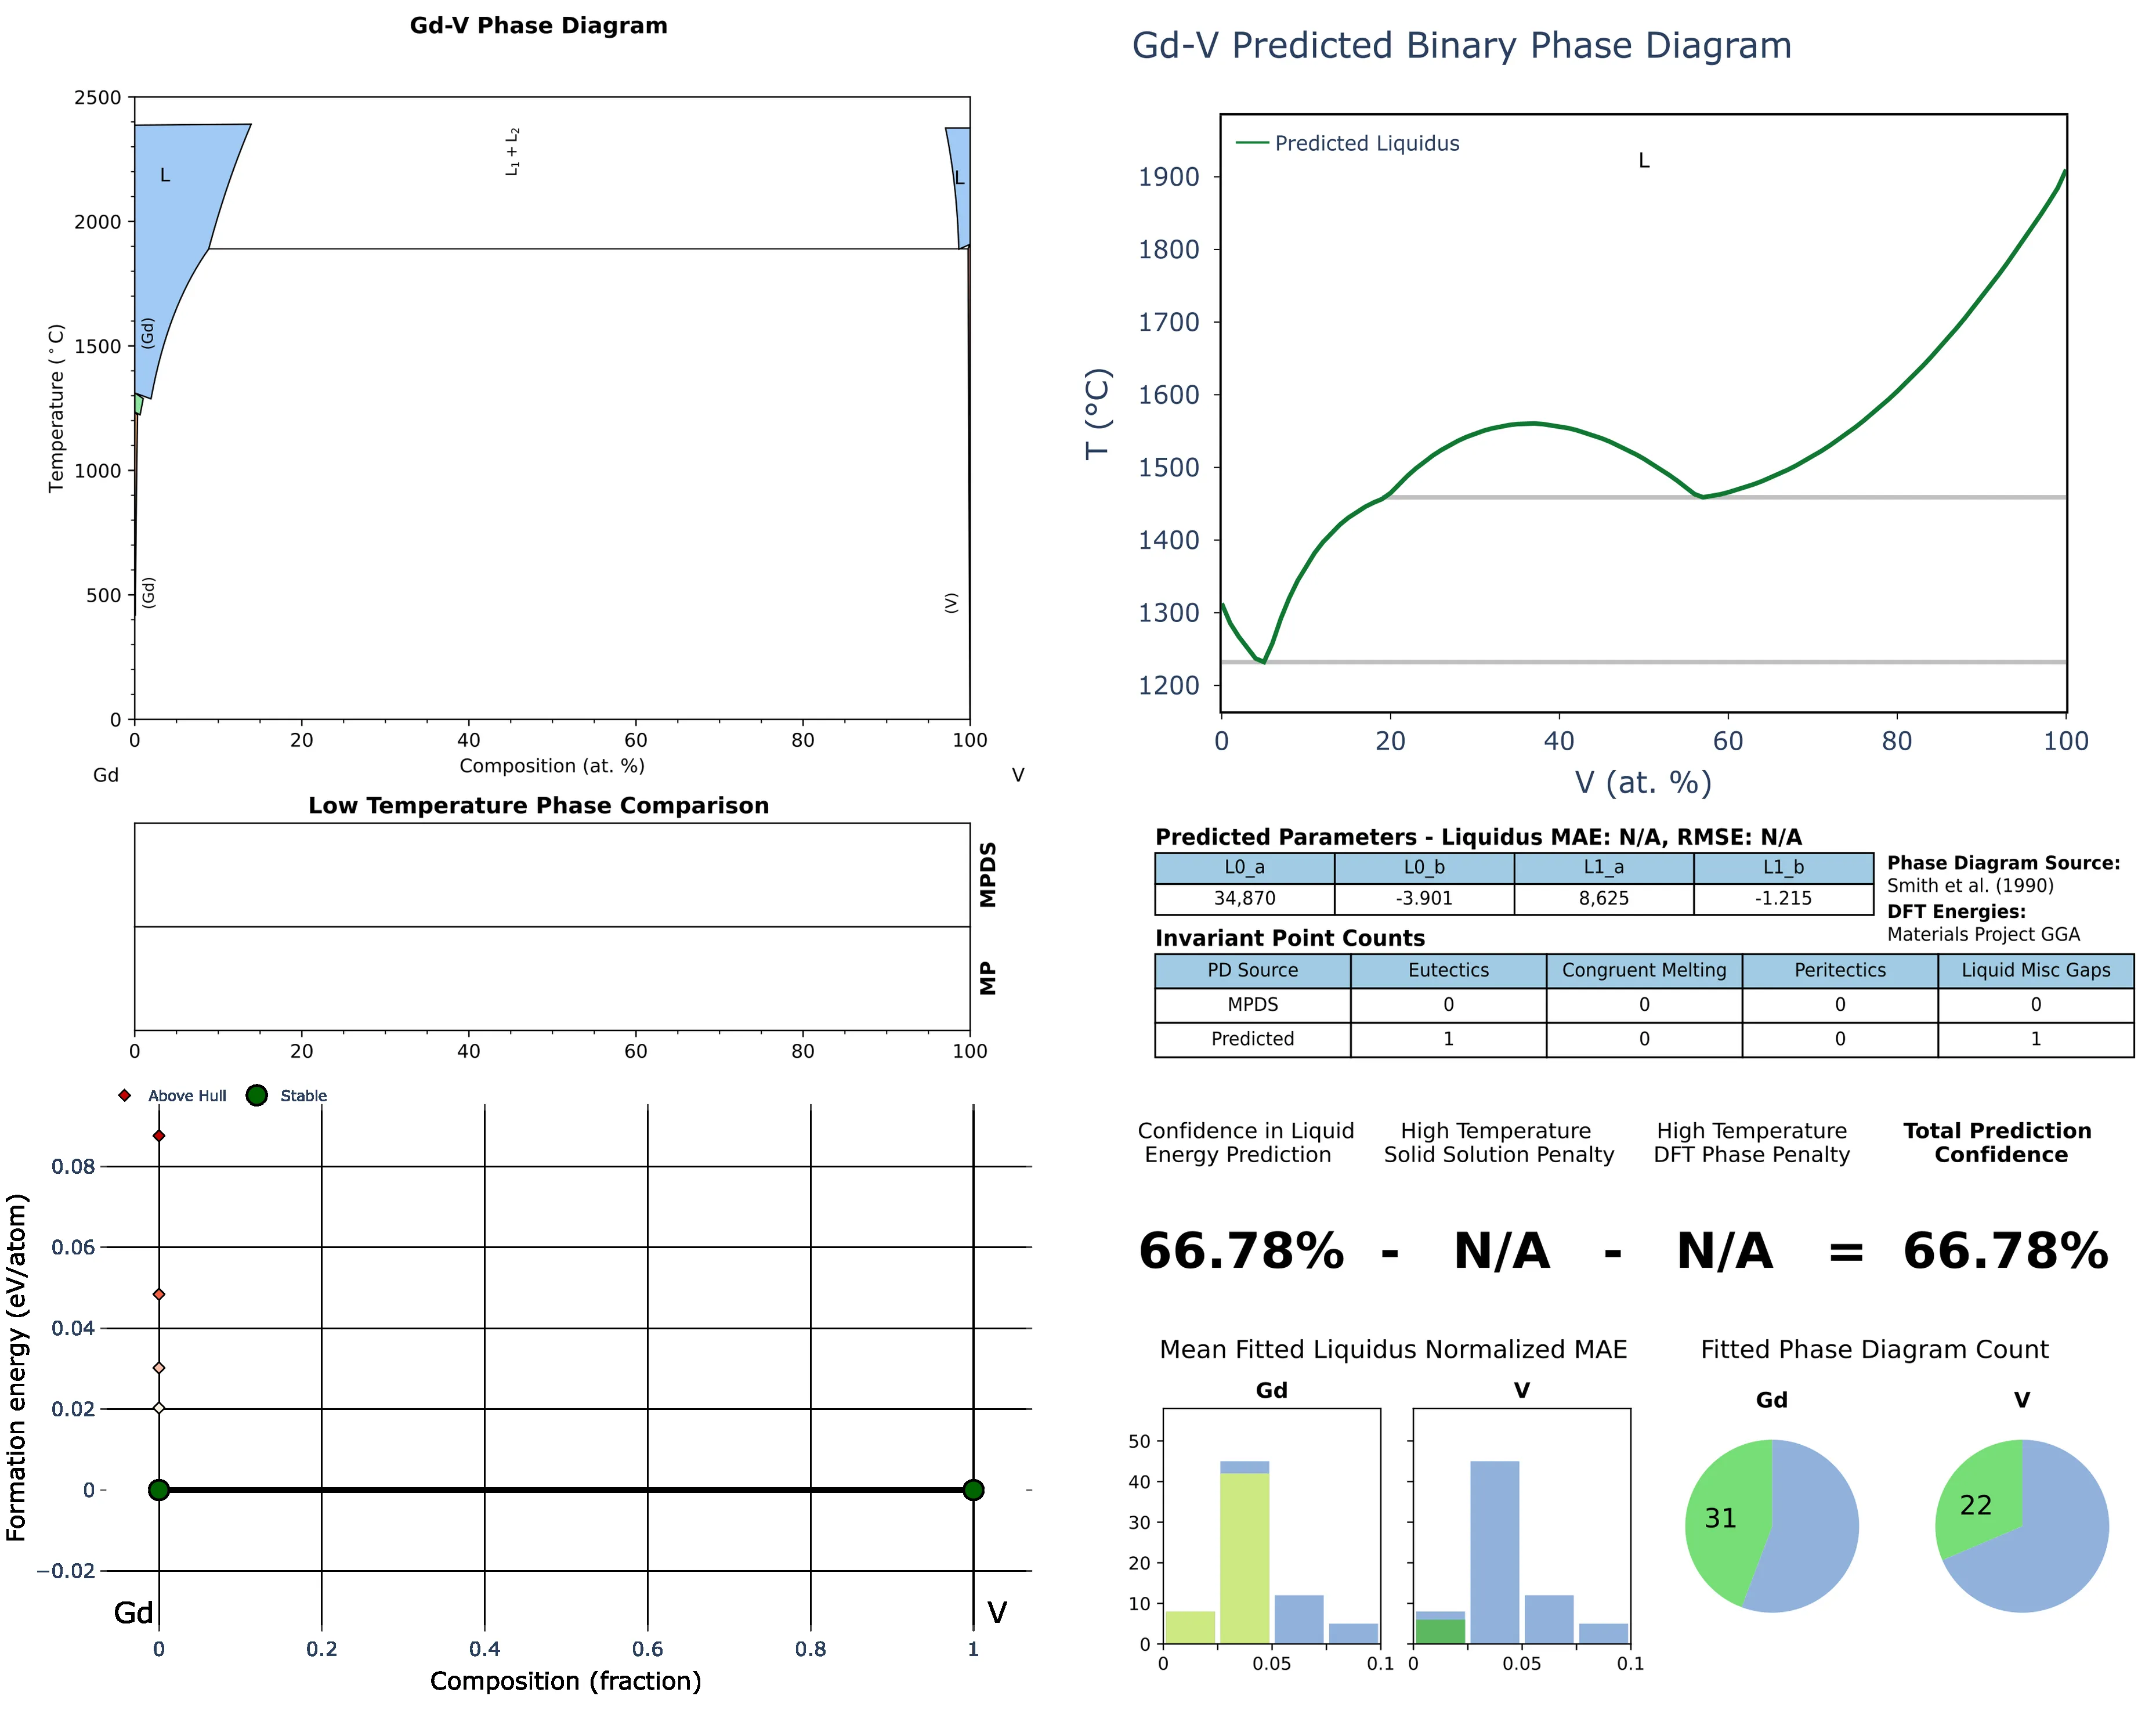 Gd-V Phase Diagram
2500
2000
1500
1000
500
0
Temperature (°C)
L
L₁ + L₂
L
(Gd)
(Gd)
(V)
0 20 40 60 80 100
Composition (at. %)
Gd V
Low Temperature Phase Comparison
MPDS
MP
0 20 40 60 80 100
Above Hull Stable
0.08
0.06
0.04
0.02
0
−0.02
Formation energy (eV/atom)
Gd V
0 0.2 0.4 0.6 0.8 1
Composition (fraction)
Gd-V Predicted Binary Phase Diagram
Predicted Liquidus
L
1900
1800
1700
1600
1500
1400
1300
1200
T (°C)
0 20 40 60 80 100
V (at. %)
Predicted Parameters - Liquidus MAE: N/A, RMSE: N/A
L0_a L0_b L1_a L1_b
34,870 -3.901 8,625 -1.215
Phase Diagram Source:
Smith et al. (1990)
DFT Energies:
Materials Project GGA
Invariant Point Counts
PD Source Eutectics Congruent Melting Peritectics Liquid Misc Gaps
MPDS 0 0 0 0
Predicted 1 0 0 1
Confidence in Liquid
Energy Prediction
High Temperature
Solid Solution Penalty
High Temperature
DFT Phase Penalty
Total Prediction
Confidence
66.78% - N/A - N/A = 66.78%
Mean Fitted Liquidus Normalized MAE
Gd V
50
40
30
20
10
0
0 0.05 0.1 0 0.05 0.1
Fitted Phase Diagram Count
Gd V
31 22